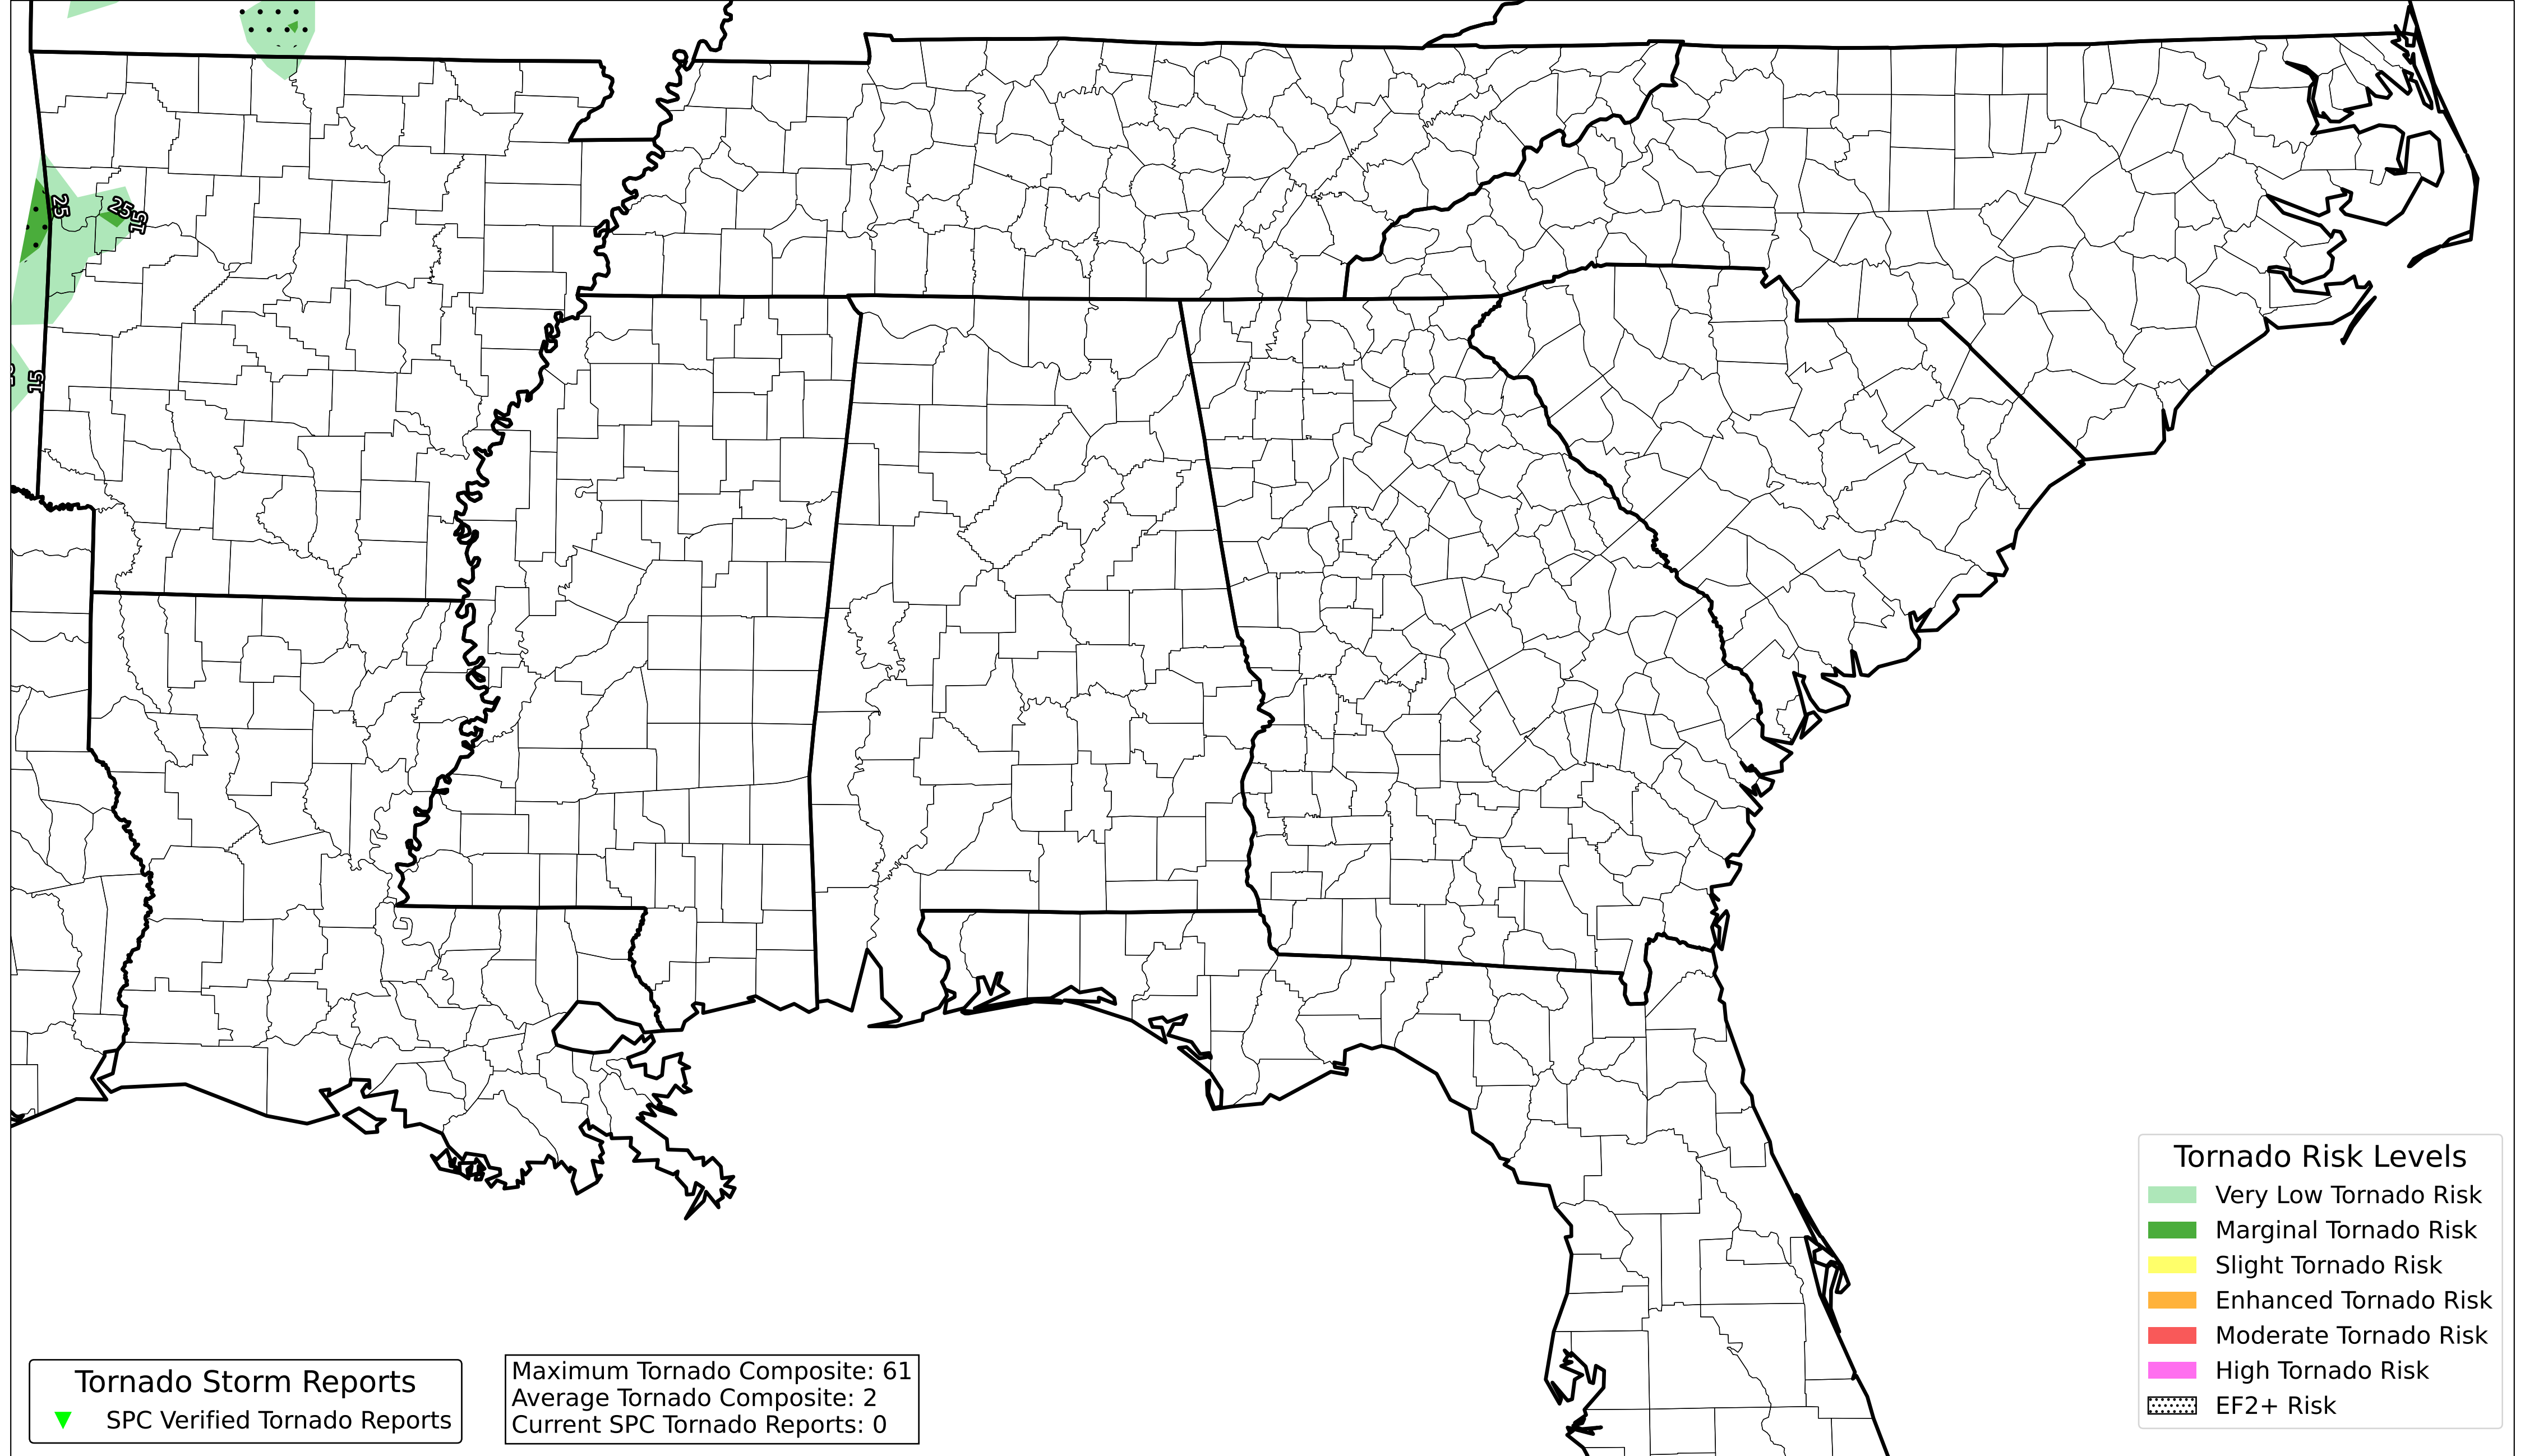 25
25
15
15
Tornado Risk Levels
Very Low Tornado Risk
Marginal Tornado Risk
Slight Tornado Risk
Enhanced Tornado Risk
Moderate Tornado Risk
High Tornado Risk
EF2+ Risk
Tornado Storm Reports
SPC Verified Tornado Reports
Maximum Tornado Composite: 61
Average Tornado Composite: 2
Current SPC Tornado Reports: 0